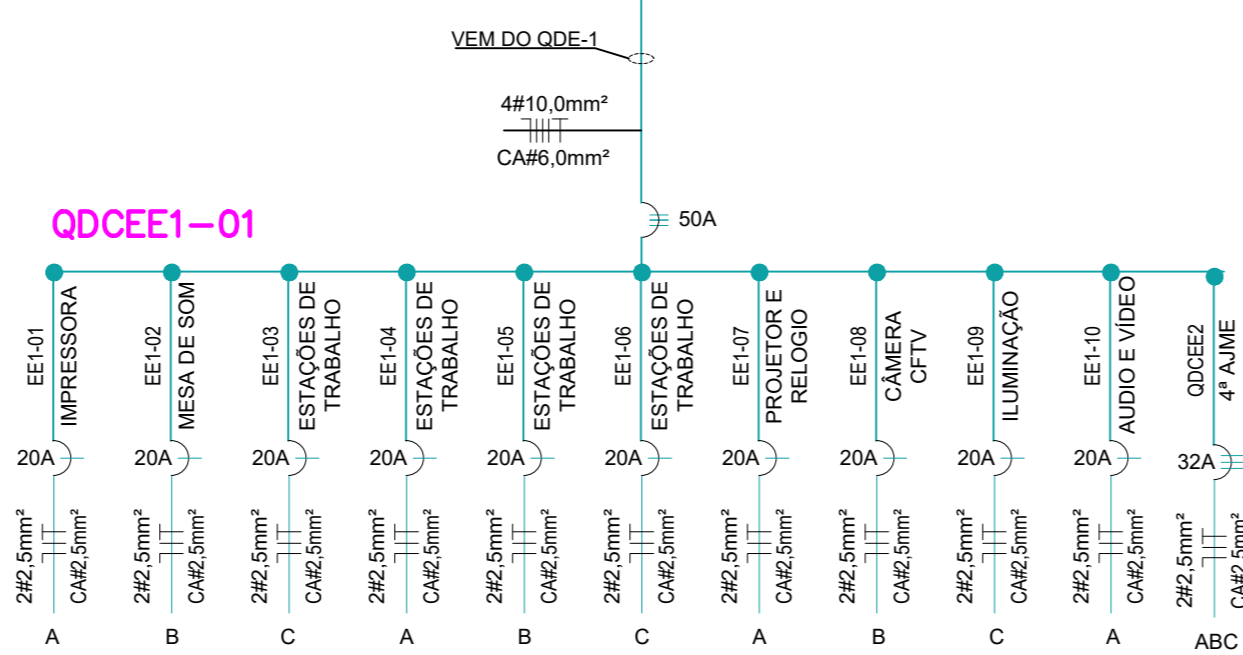 VEM DO QDE-1
4#10,0mm²
CA#6,0mm²
50A
QDCEE1-01
EE1-01
IMPRESSORA
20A
2#2,5mm²
CA#2,5mm²
A
EE1-02
MESA DE SOM
20A
2#2,5mm²
CA#2,5mm²
B
EE1-03
ESTAÇÕES DE
TRABALHO
20A
2#2,5mm²
CA#2,5mm²
C
EE1-04
ESTAÇÕES DE
TRABALHO
20A
2#2,5mm²
CA#2,5mm²
A
EE1-05
ESTAÇÕES DE
TRABALHO
20A
2#2,5mm²
CA#2,5mm²
B
EE1-06
ESTAÇÕES DE
TRABALHO
20A
2#2,5mm²
CA#2,5mm²
C
EE1-07
PROJETOR E
RELOGIO
20A
2#2,5mm²
CA#2,5mm²
A
EE1-08
CÂMERA
CFTV
20A
2#2,5mm²
CA#2,5mm²
B
EE1-09
ILUMINAÇÃO
20A
2#2,5mm²
CA#2,5mm²
C
EE1-10
AUDIO E VÍDEO
20A
2#2,5mm²
CA#2,5mm²
A
QDCEE2
4ª AJME
32A
2#2,5mm²
CA#2,5mm²
ABC